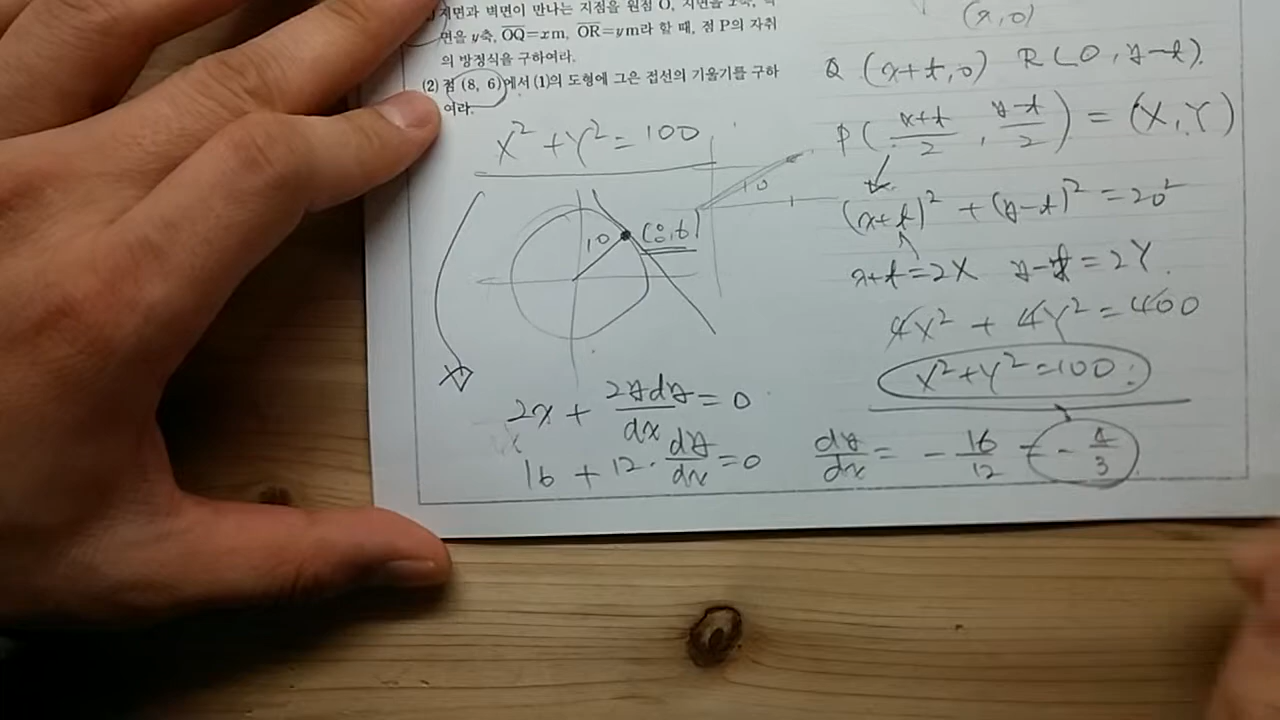 지면과 벽면이 만나는 지점을 원점 O, 지면을
면을 y축, OQ=xm, OR=ym라 할 때, 점 P의 자취
의 방정식을 구하여라.
(2) 점 (8, 6)에서 (1)의 도형에 그은 접선의 기울기를 구하
여라.
X² + Y² = 100
10
(8, 6)
10
2x + 2y dy/dx = 0
16 + 12 · dy/dx = 0
(x, 0)
Q (x+t, 0) R (0, y-t).
P ( (x+t)/2 , (y-t)/2 ) = (X, Y)
(x+t)² + (y-t)² = 20²
x+t = 2X y-t = 2Y.
4X² + 4Y² = 400
X² + Y² = 100
dy/dx = - 16/12 = - 4/3